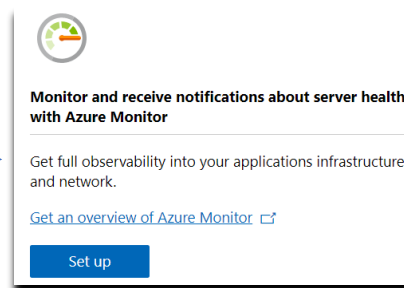 Monitor and receive notifications about server health
with Azure Monitor
Get full observability into your applications infrastructure
and network.
Get an overview of Azure Monitor
Set up